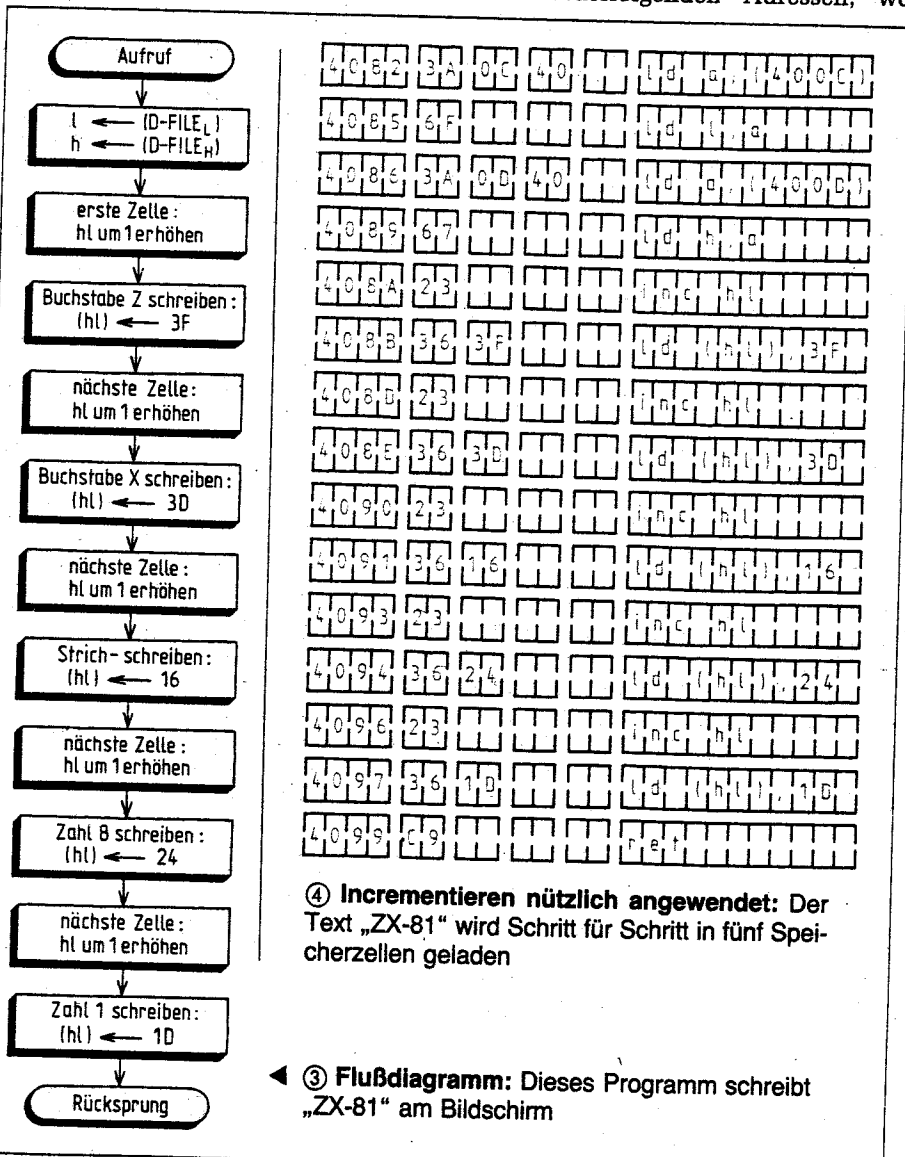 Adressen,
Aufruf
l ← (D-FILE_L)
h ← (D-FILE_H)
erste Zelle:
hl um 1 erhöhen
Buchstabe Z schreiben:
(hl) ← 3F
nächste Zelle:
hl um 1 erhöhen
Buchstabe X schreiben:
(hl) ← 3D
nächste Zelle:
hl um 1 erhöhen
Strich- schreiben:
(hl) ← 16
nächste Zelle:
hl um 1 erhöhen
Zahl 8 schreiben:
(hl) ← 24
nächste Zelle:
hl um 1 erhöhen
Zahl 1 schreiben:
(hl) ← 1D
Rücksprung
4082 3A 0C 40 ld a,(400C)
4085 6F ld l,a
4086 3A 0D 40 ld a,(400D)
4089 67 ld h,a
408A 23 inc hl
408B 36 3F ld (hl),3F
408D 23 inc hl
408E 36 3D ld (hl),3D
4090 23 inc hl
4091 36 16 ld (hl),16
4093 23 inc hl
4094 36 24 ld (hl),24
4096 23 inc hl
4097 36 1D ld (hl),1D
4099 C9 ret
④ Incrementieren nützlich angewendet: Der
Text „ZX-81“ wird Schritt für Schritt in fünf Spei-
cherzellen geladen
◄ ③ Flußdiagramm: Dieses Programm schreibt
„ZX-81“ am Bildschirm